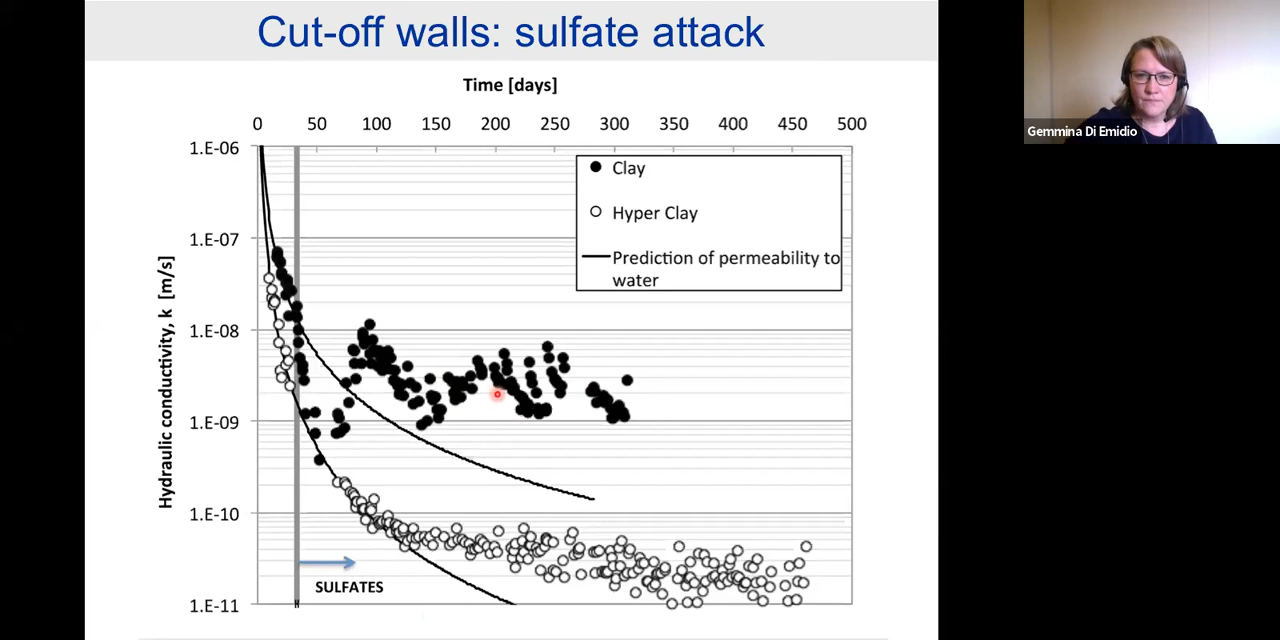 Cut-off walls: sulfate attack
Gemmina Di Emidio
Time [days]
0 50 100 150 200 250 300 350 400 450 500
1.E-06
1.E-07
1.E-08
1.E-09
1.E-10
1.E-11
Hydraulic conductivity, k [m/s]
Clay
Hyper Clay
Prediction of permeability to
water
SULFATES